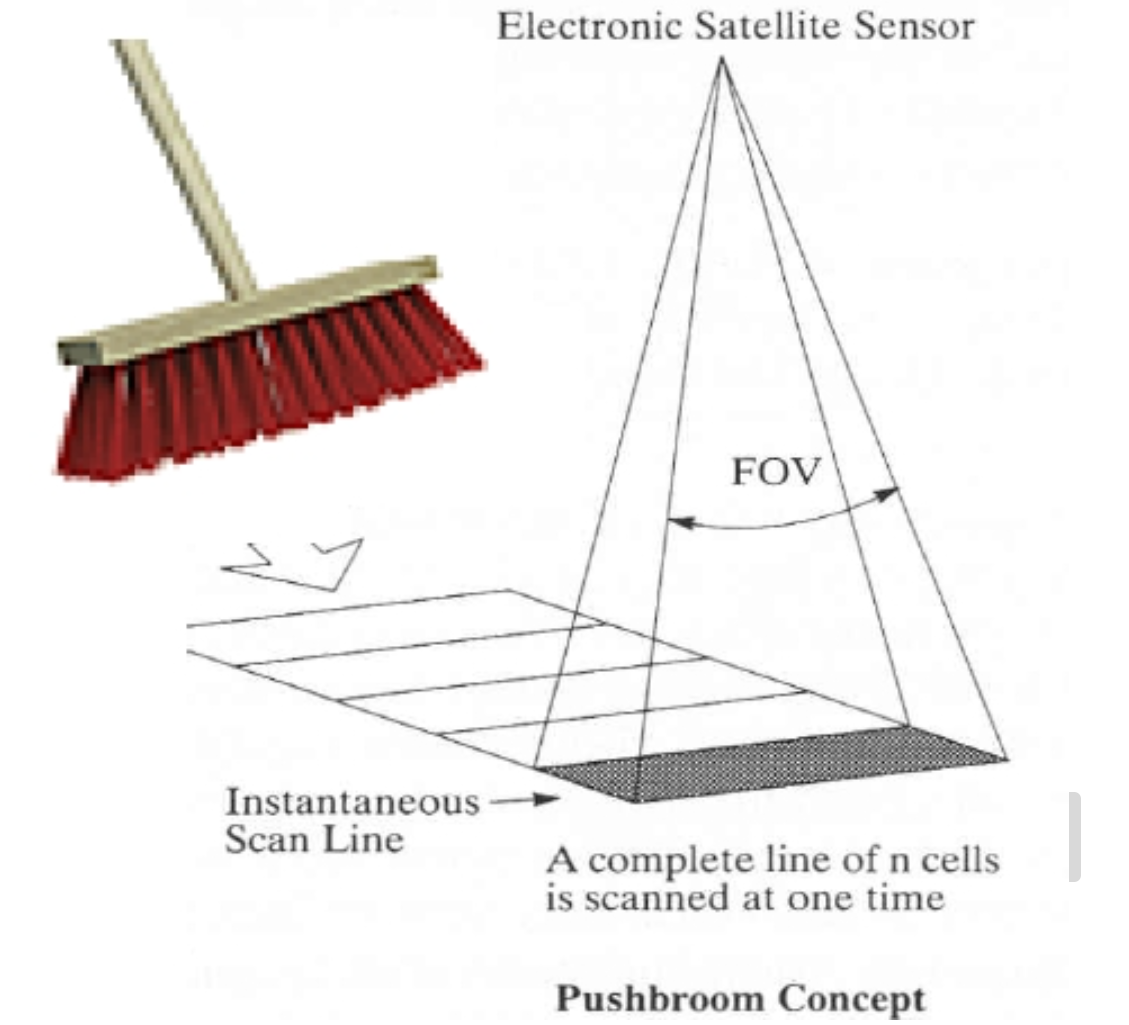 Electronic Satellite Sensor
FOV
Instantaneous
Scan Line
A complete line of n cells
is scanned at one time
Pushbroom Concept